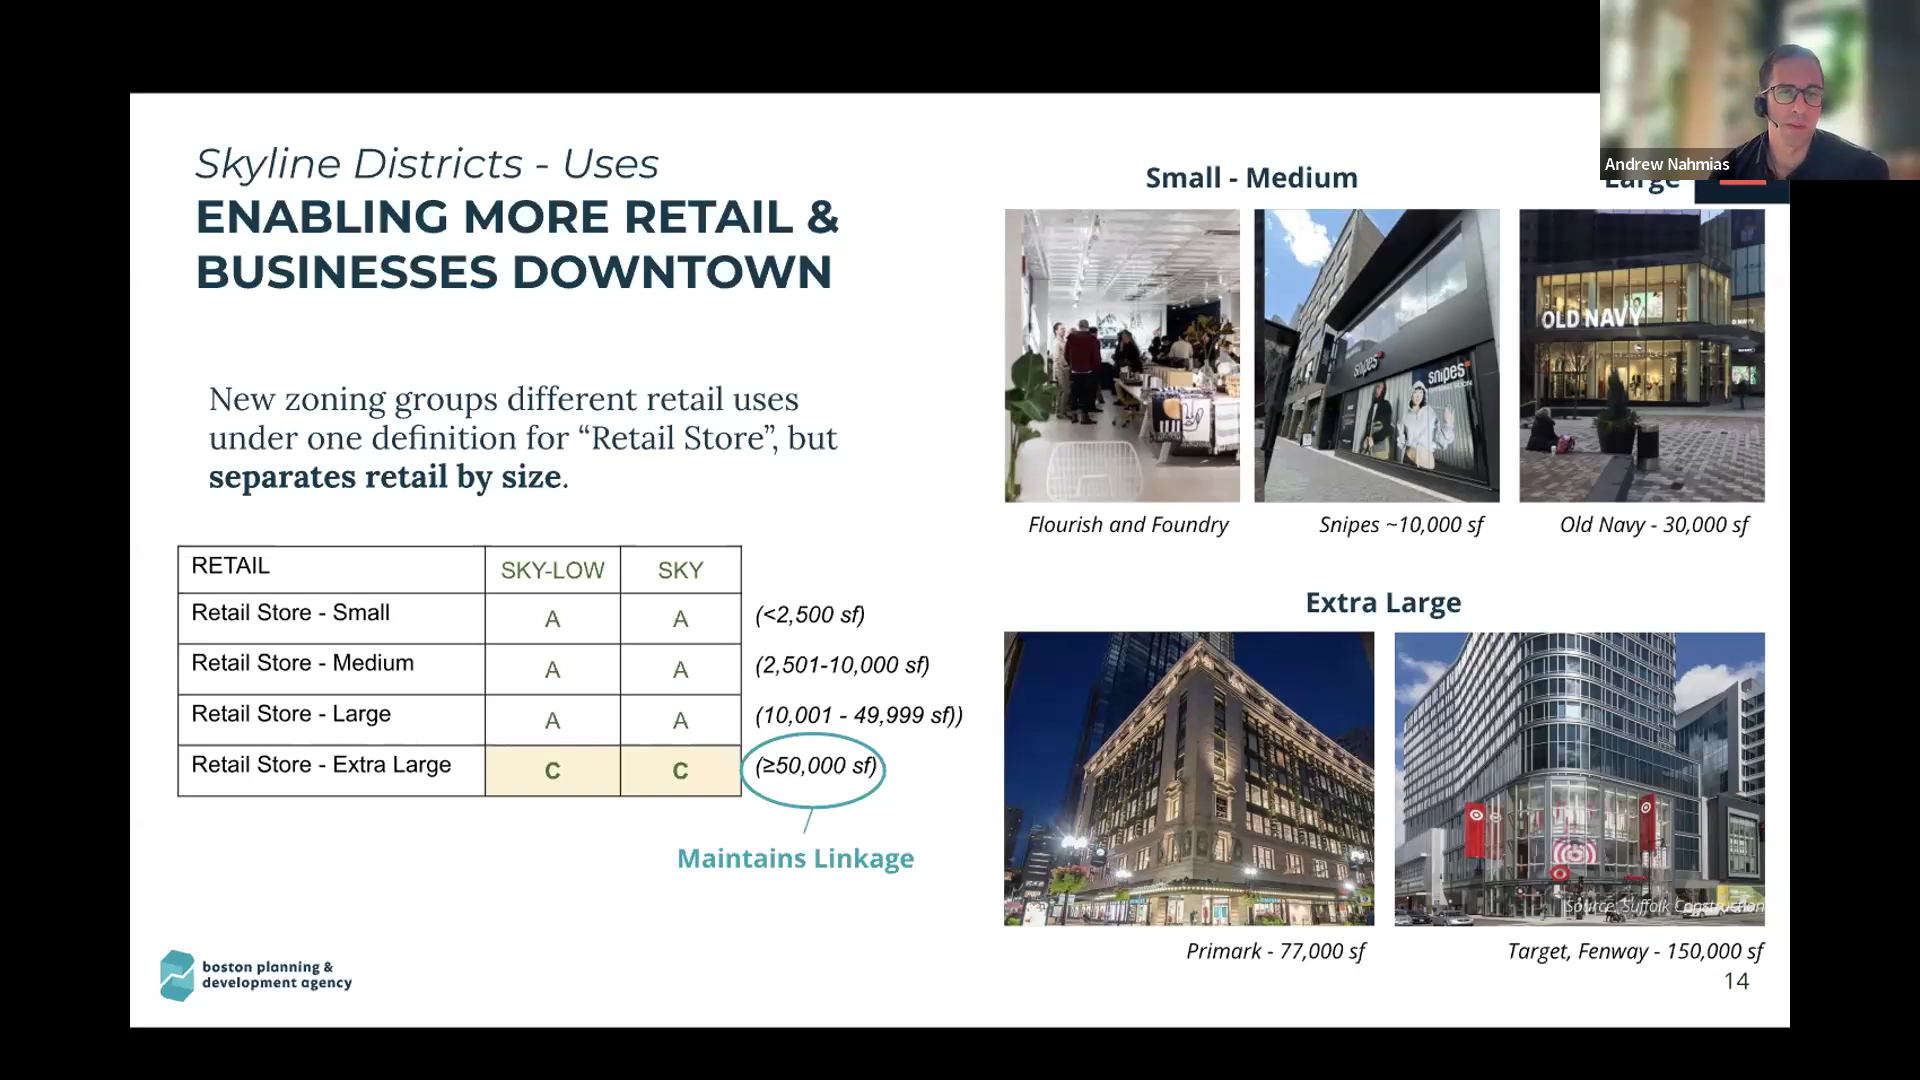 Andrew Nahmias
Skyline Districts - Uses
ENABLING MORE RETAIL &
BUSINESSES DOWNTOWN
New zoning groups different retail uses
under one definition for “Retail Store”, but
separates retail by size.
RETAIL SKY-LOW SKY
Retail Store - Small A A (<2,500 sf)
Retail Store - Medium A A (2,501-10,000 sf)
Retail Store - Large A A (10,001 - 49,999 sf))
Retail Store - Extra Large C C (≥50,000 sf)
Maintains Linkage
Small - Medium
Large
snipes
snipes
OLD NAVY
Flourish and Foundry
Snipes ~10,000 sf
Old Navy - 30,000 sf
Extra Large
Source: Suffolk Construction
Primark - 77,000 sf
Target, Fenway - 150,000 sf
boston planning &
development agency
14